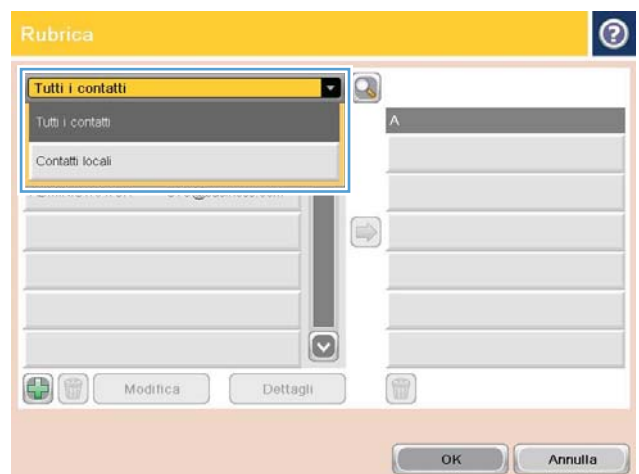 Rubrica
Tutti i contatti
A
Tutti i contatti
Contatti locali
Modifica
Dettagli
OK
Annulla